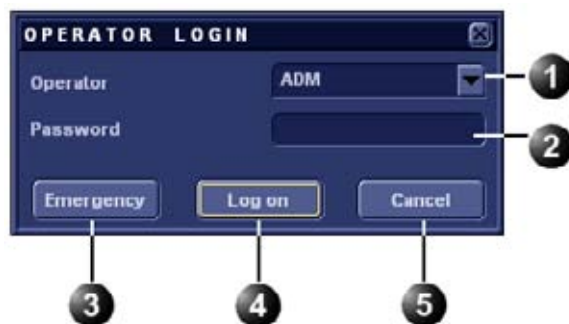 OPERATOR LOGIN
Operator ADM 1
Password 2
Emergency Log on Cancel
3 4 5